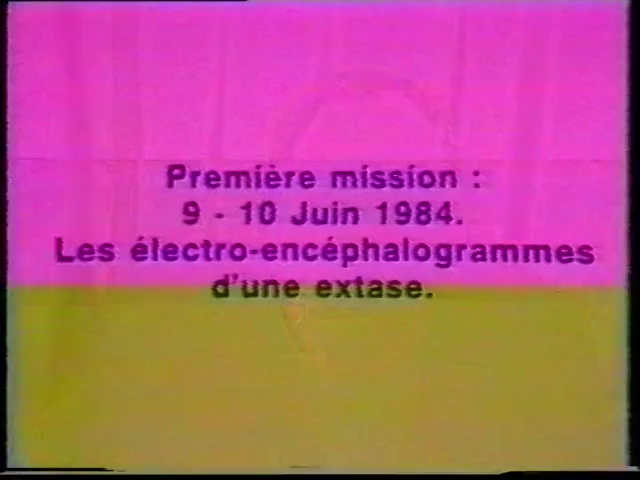 Première mission :
9 - 10 Juin 1984.
Les électro-encéphalogrammes
d'une extase.